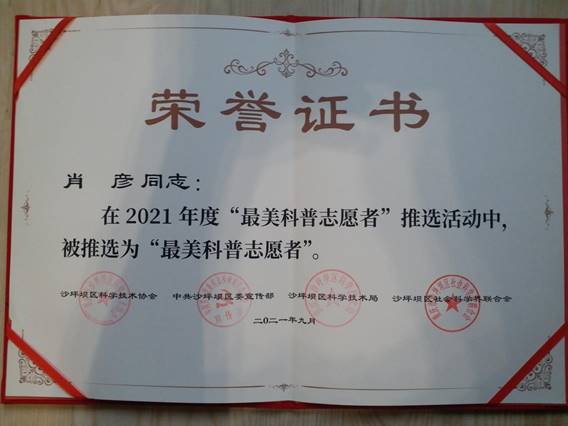 荣誉证书
肖 彦 同志：
在 2021 年度“最美科普志愿者”推选活动中，
被推选为“最美科普志愿者”。
沙坪坝区科学技术协会 中共沙坪坝区委宣传部 沙坪坝区科学技术局 沙坪坝区社会科学界联合会
二〇二一年九月